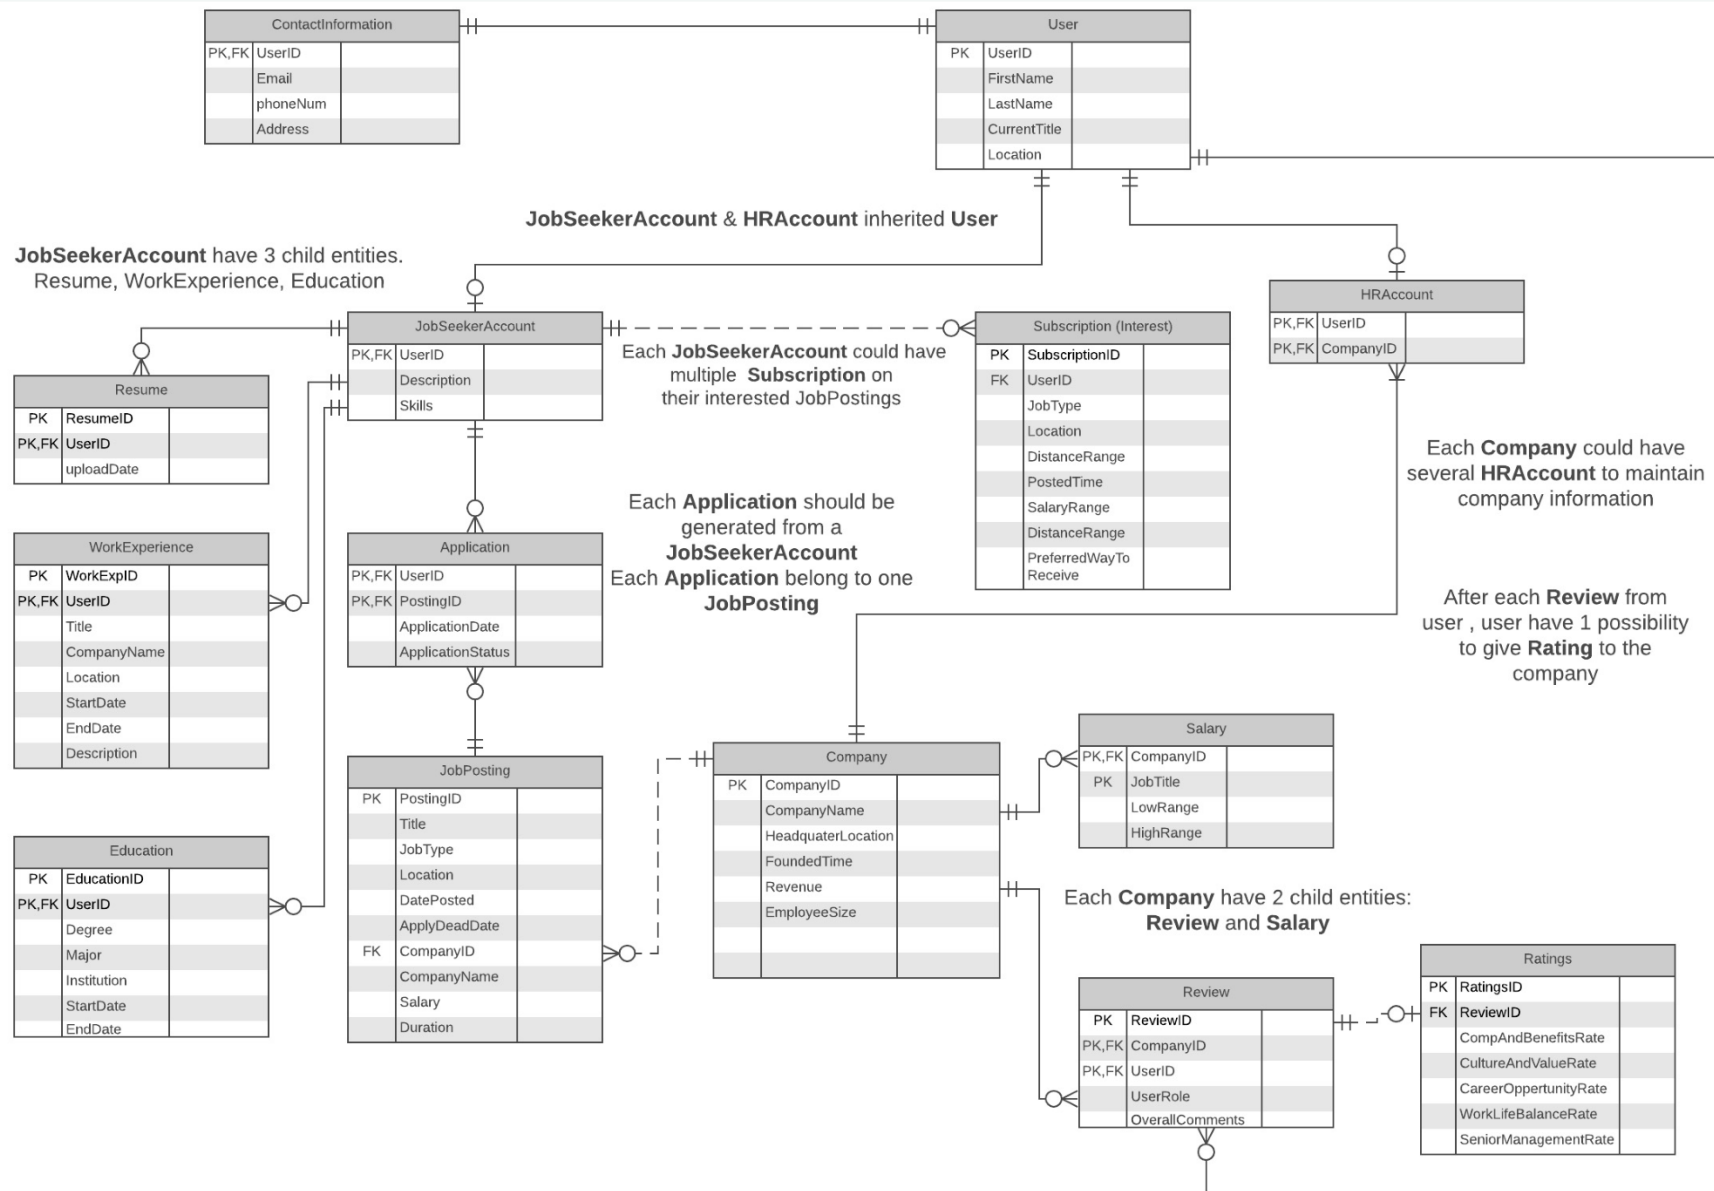 ContactInformation
PK,FK UserID
Email
phoneNum
Address
User
PK UserID
FirstName
LastName
CurrentTitle
Location
JobSeekerAccount & HRAccount inherited User
JobSeekerAccount have 3 child entities.
Resume, WorkExperience, Education
HRAccount
PK,FK UserID
PK,FK CompanyID
JobSeekerAccount
PK,FK UserID
Description
Skills
Each JobSeekerAccount could have
multiple Subscription on
their interested JobPostings
Subscription (Interest)
PK SubscriptionID
FK UserID
JobType
Location
DistanceRange
PostedTime
SalaryRange
DistanceRange
PreferredWayTo
Receive
Resume
PK ResumeID
PK,FK UserID
uploadDate
Each Company could have
several HRAccount to maintain
company information
Each Application should be
generated from a
JobSeekerAccount
Each Application belong to one
JobPosting
WorkExperience
PK WorkExpID
PK,FK UserID
Title
CompanyName
Location
StartDate
EndDate
Description
Application
PK,FK UserID
PK,FK PostingID
ApplicationDate
ApplicationStatus
After each Review from
user , user have 1 possibility
to give Rating to the
company
JobPosting
PK PostingID
Title
JobType
Location
DatePosted
ApplyDeadDate
FK CompanyID
CompanyName
Salary
Duration
Company
PK CompanyID
CompanyName
HeadquaterLocation
FoundedTime
Revenue
EmployeeSize
Salary
PK,FK CompanyID
PK JobTitle
LowRange
HighRange
Education
PK EducationID
PK,FK UserID
Degree
Major
Institution
StartDate
EndDate
Each Company have 2 child entities:
Review and Salary
Review
PK ReviewID
PK,FK CompanyID
PK,FK UserID
UserRole
OverallComments
Ratings
PK RatingsID
FK ReviewID
CompAndBenefitsRate
CultureAndValueRate
CareerOppertunityRate
WorkLifeBalanceRate
SeniorManagementRate